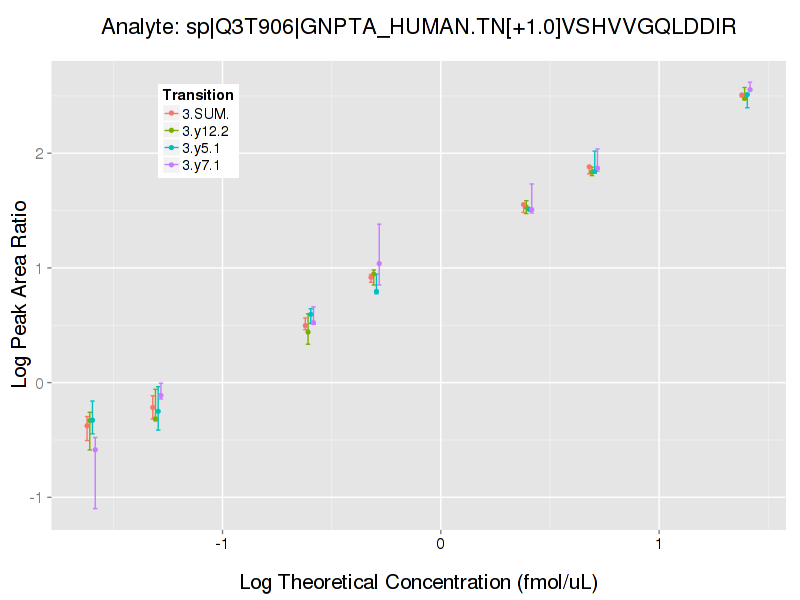 Analyte: sp|Q3T906|GNPTA_HUMAN.TN[+1.0]VSHVVGQLDDIR
Transition
3.SUM.
3.y12.2
3.y5.1
3.y7.1
Log Peak Area Ratio
2
1
0
-1
-1
0
1
Log Theoretical Concentration (fmol/uL)